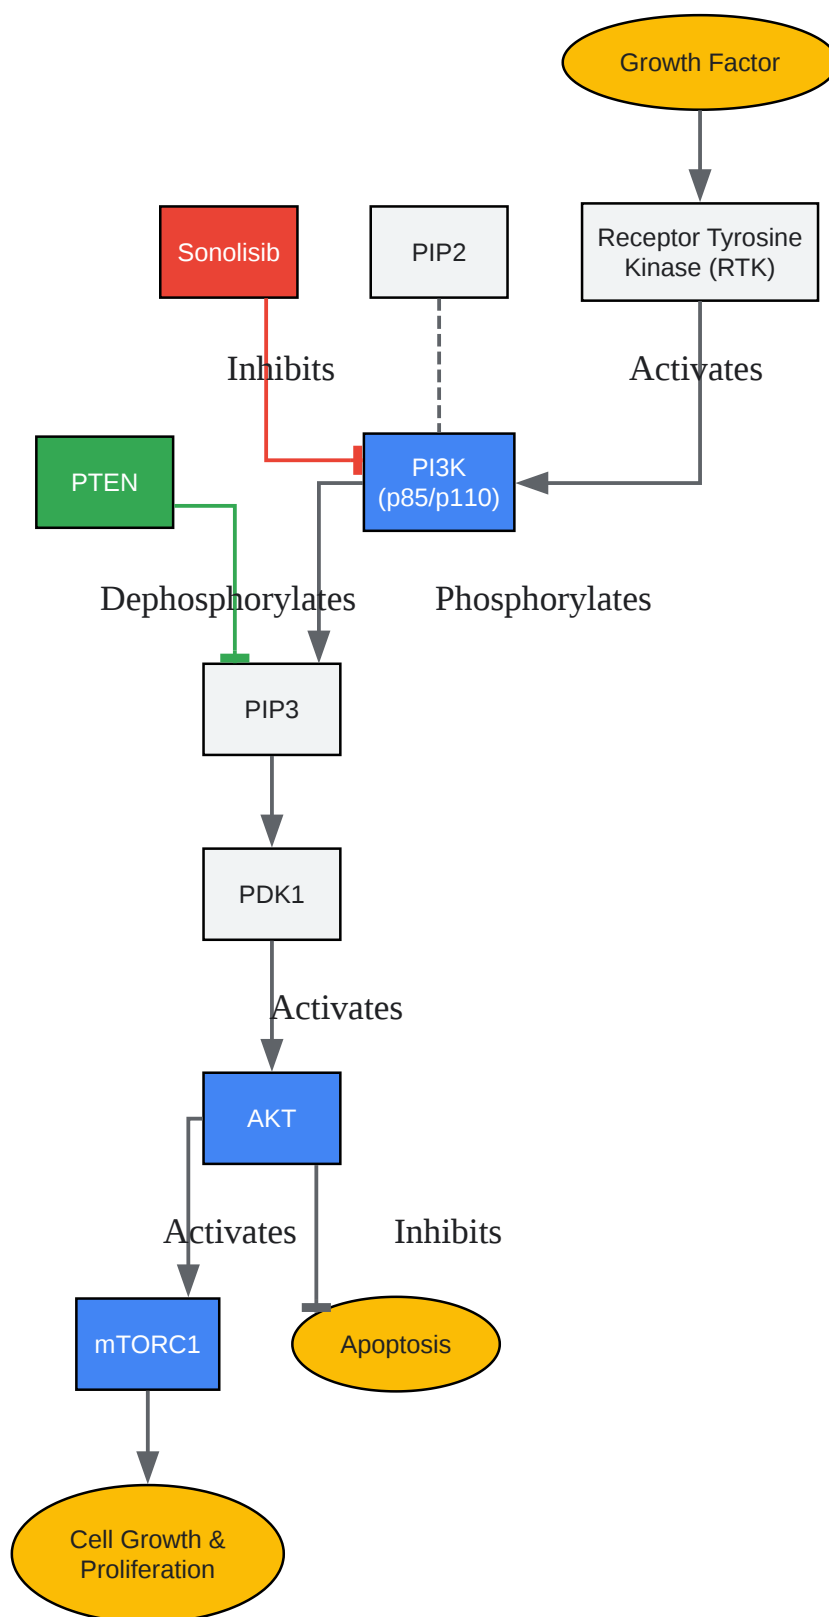 Growth Factor
Sonolisib
PIP2
Receptor Tyrosine
Kinase (RTK)
Inhibits
Activates
PTEN
PI3K
(p85/p110)
Dephosphorylates
Phosphorylates
PIP3
PDK1
Activates
AKT
Activates
Inhibits
mTORC1
Apoptosis
Cell Growth &
Proliferation